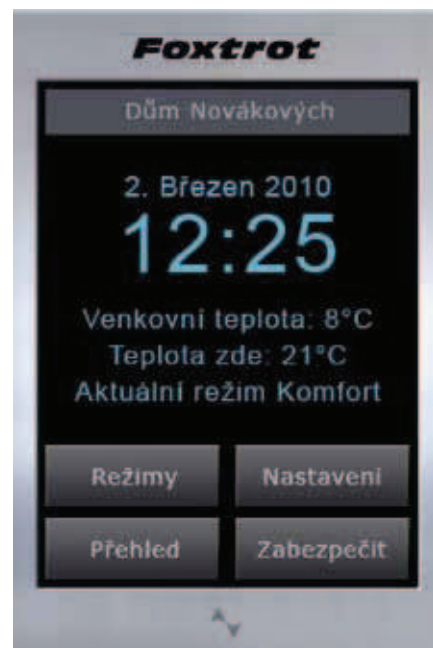 Foxtrot
Dům Novákových
2. Březen 2010
12:25
Venkovní teplota: 8°C
Teplota zde: 21°C
Aktuální režim Komfort
Režimy
Nastavení
Přehled
Zabezpečit